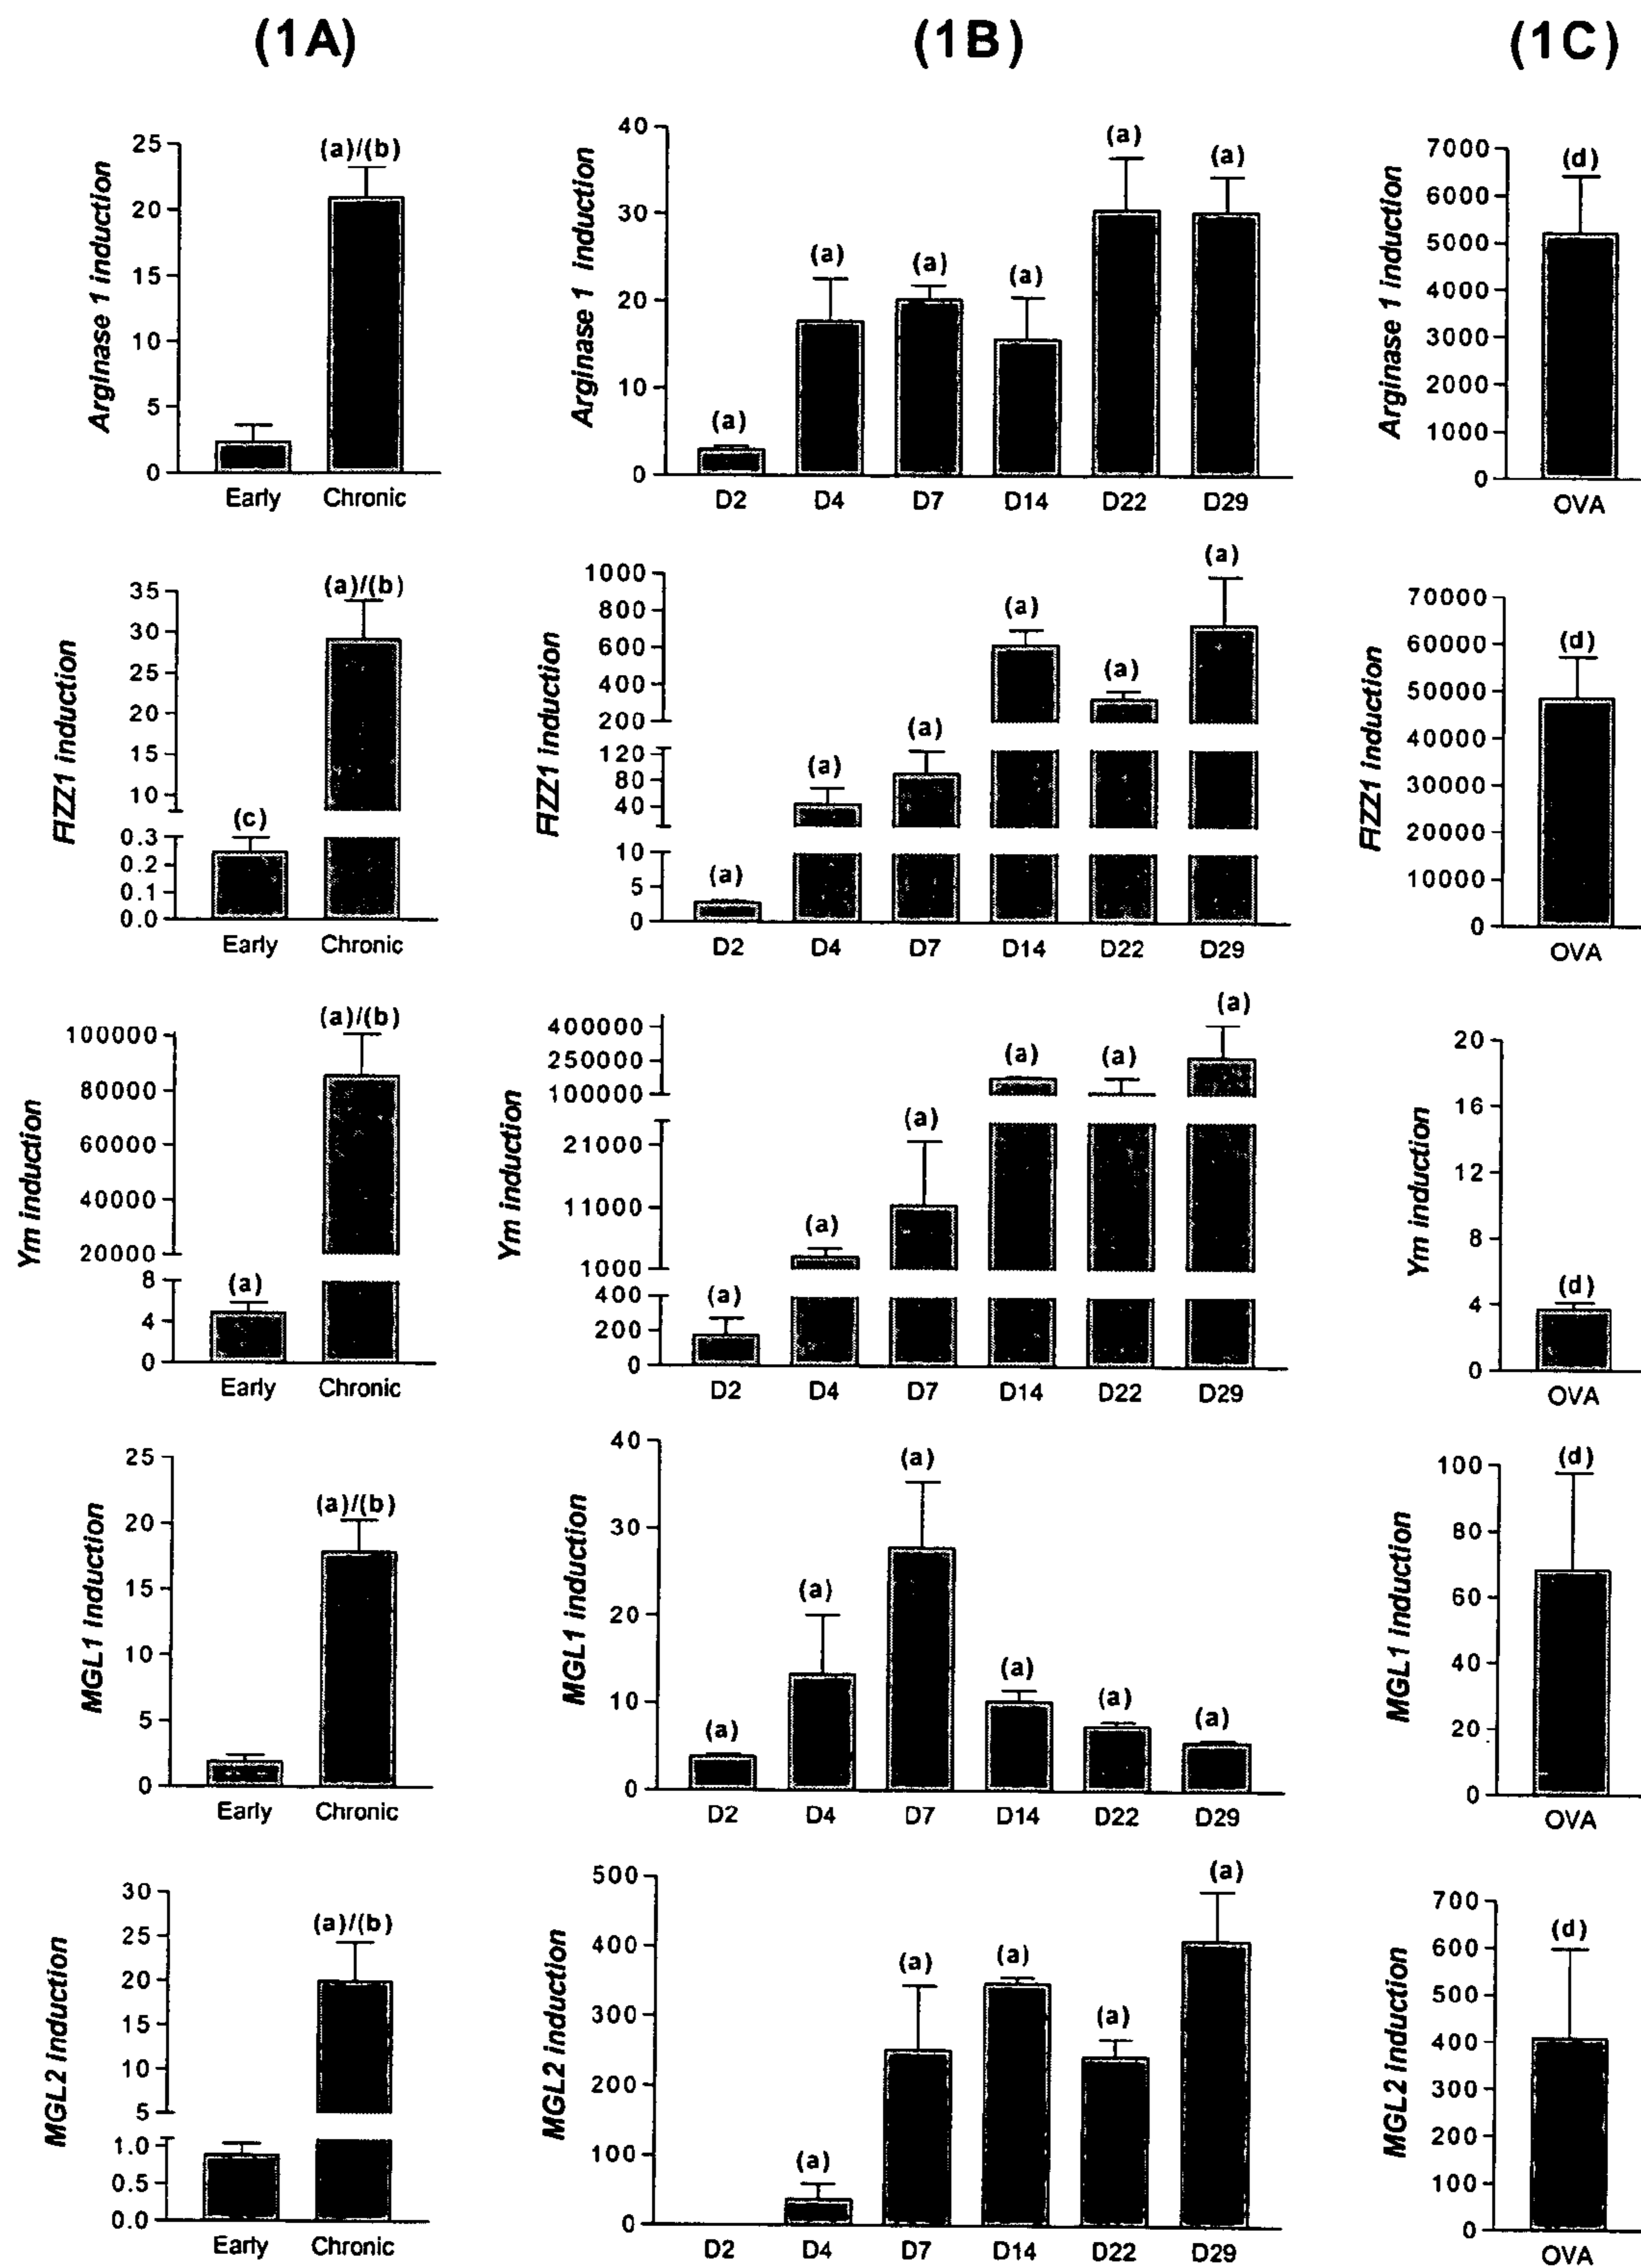 (1A) (1B) (1C)
Arginase 1 induction
25
20
15
10
5
0
(a)/(b)
Early Chronic
Arginase 1 induction
40
30
20
10
0
(a) (a) (a) (a) (a) (a)
D2 D4 D7 D14 D22 D29
Arginase 1 induction
7000
6000
5000
4000
3000
2000
1000
0
(d)
OVA
FIZZ1 induction
35
30
25
20
15
10
0.3
0.2
0.1
0.0
(c) (a)/(b)
Early Chronic
FIZZ1 induction
1000
800
600
400
200
120
80
40
10
5
0
(a) (a) (a) (a) (a) (a)
D2 D4 D7 D14 D22 D29
FIZZ1 induction
70000
60000
50000
40000
30000
20000
10000
0
(d)
OVA
Ym induction
100000
80000
60000
40000
20000
8
4
0
(a) (a)/(b)
Early Chronic
Ym induction
400000
250000
100000
21000
11000
1000
400
200
0
(a) (a) (a) (a) (a) (a)
D2 D4 D7 D14 D22 D29
Ym induction
20
16
12
8
4
0
(d)
OVA
MGL1 induction
25
20
15
10
5
0
(a)/(b)
Early Chronic
MGL1 induction
40
30
20
10
0
(a) (a) (a) (a) (a) (a)
D2 D4 D7 D14 D22 D29
MGL1 induction
100
80
60
40
20
0
(d)
OVA
MGL2 induction
30
25
20
15
10
5
1.0
0.5
0.0
(a)/(b)
Early Chronic
MGL2 induction
500
400
300
200
100
0
(a) (a) (a) (a) (a)
D2 D4 D7 D14 D22 D29
MGL2 induction
700
600
500
400
300
200
100
0
(d)
OVA